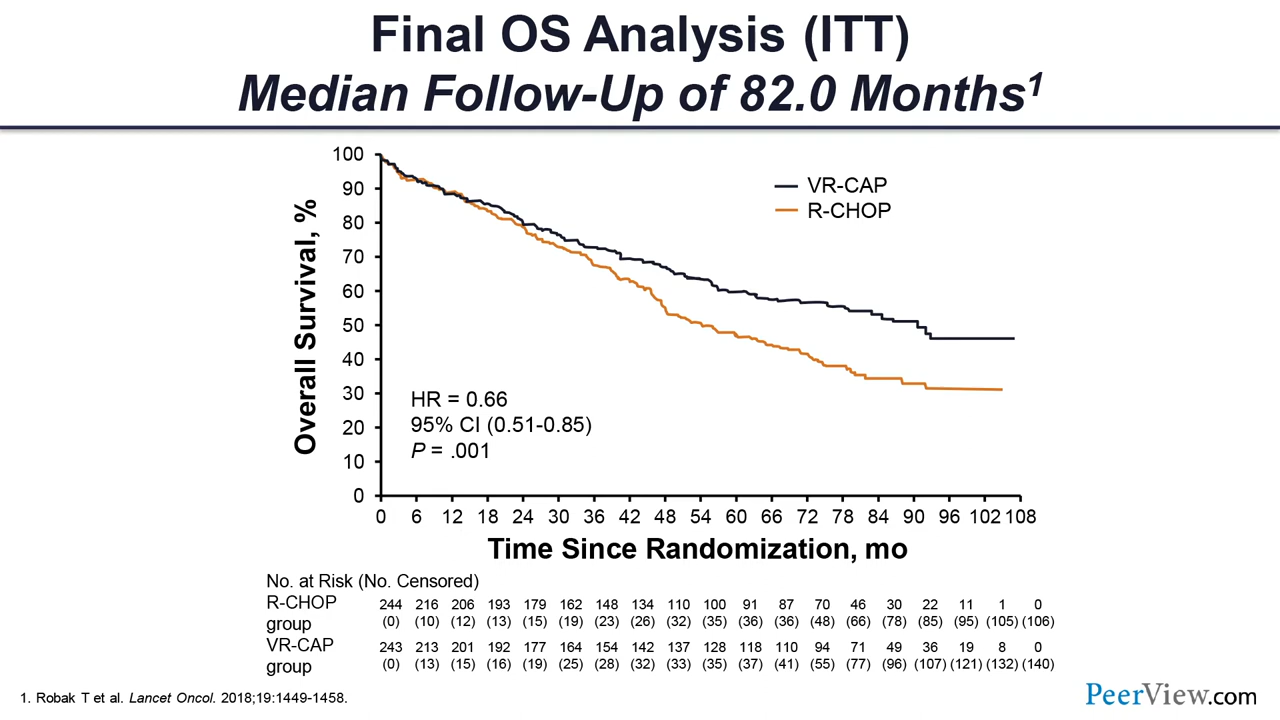 Final OS Analysis (ITT)
Median Follow-Up of 82.0 Months1
100
90
80
70
60
50
40
30
20
10
0
Overall Survival, %
VR-CAP
R-CHOP
HR = 0.66
95% CI (0.51-0.85)
P = .001
0 6 12 18 24 30 36 42 48 54 60 66 72 78 84 90 96 102 108
Time Since Randomization, mo
No. at Risk (No. Censored)
R-CHOP 244 216 206 193 179 162 148 134 110 100 91 87 70 46 30 22 11 1 0
group (0) (10) (12) (13) (15) (19) (23) (26) (32) (35) (36) (36) (48) (66) (78) (85) (95) (105) (106)
VR-CAP 243 213 201 192 177 164 154 142 137 128 118 110 94 71 49 36 19 8 0
group (0) (13) (15) (16) (19) (25) (28) (32) (33) (35) (37) (41) (55) (77) (96) (107) (121) (132) (140)
1. Robak T et al. Lancet Oncol. 2018;19:1449-1458.
PeerView.com